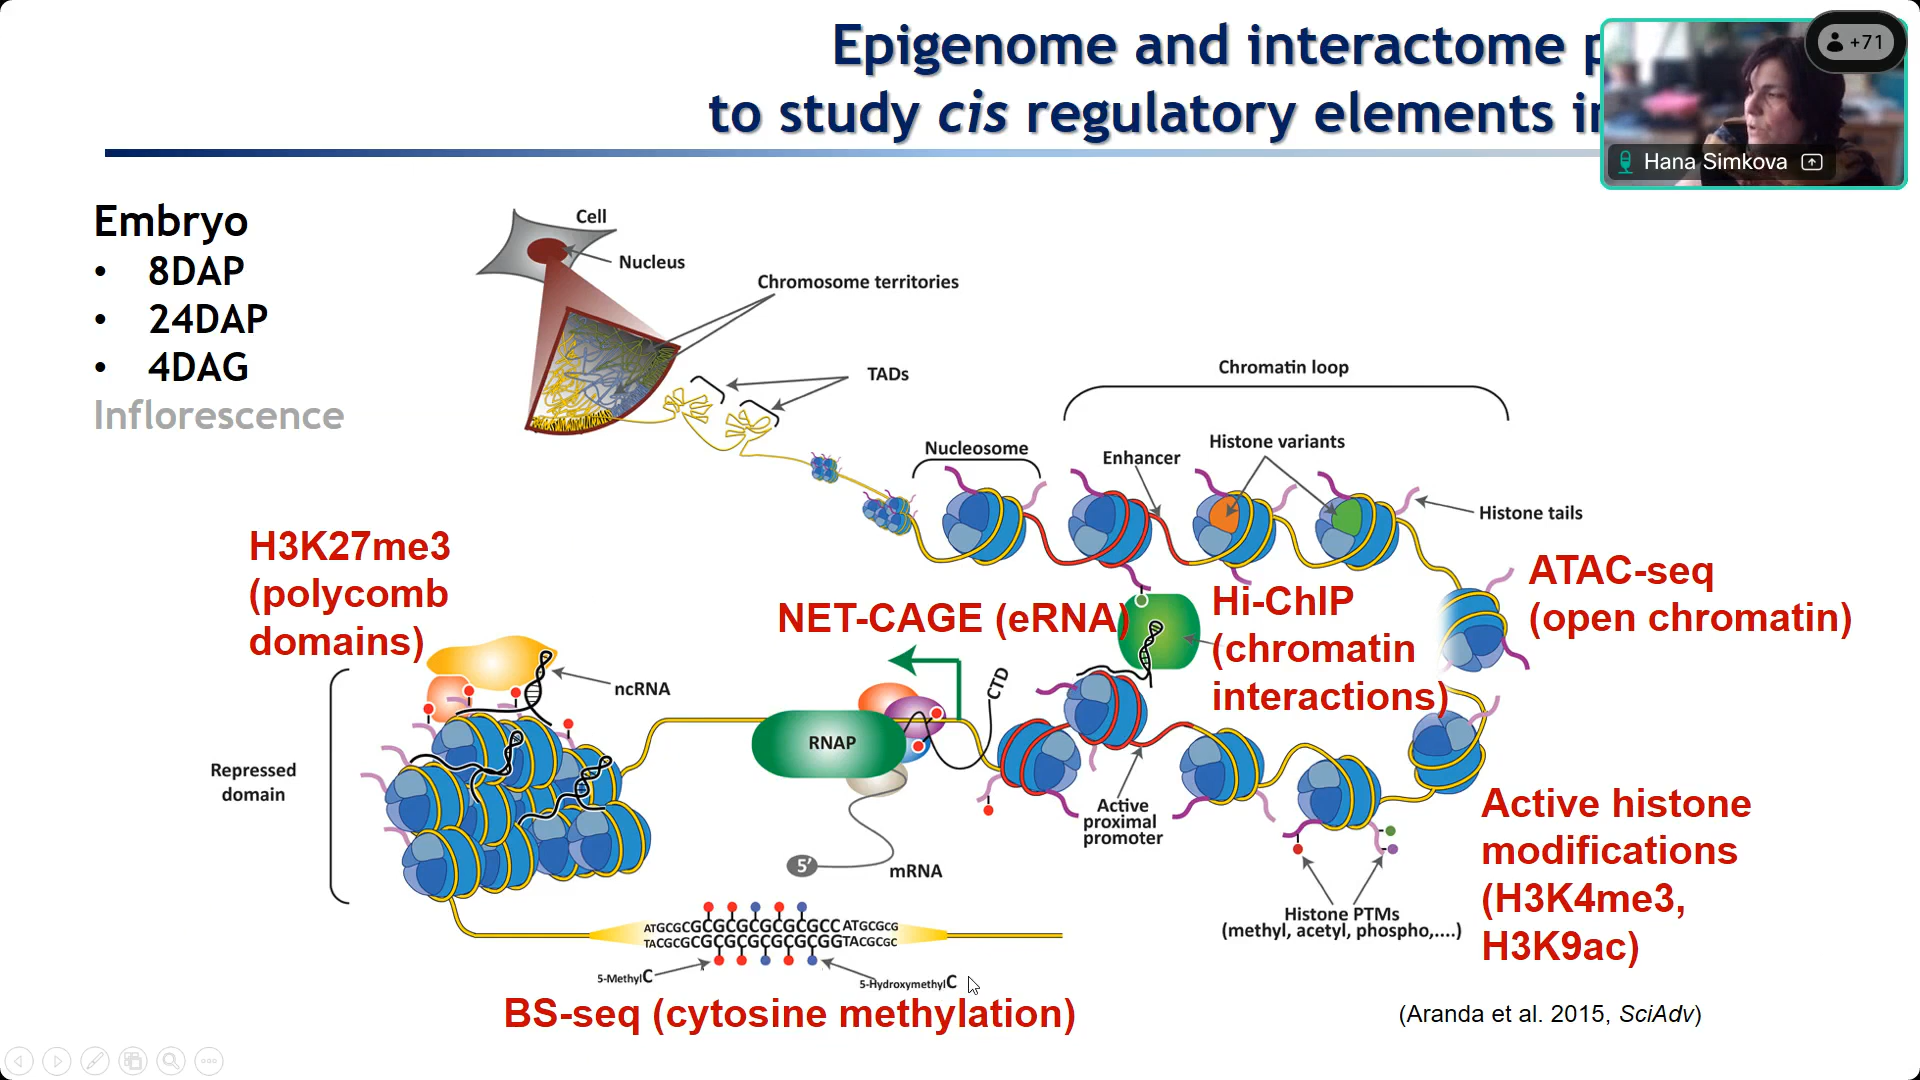 Epigenome and interactome
to study cis regulatory elements
+71
Hana Simkova
Embryo
• 8DAP
• 24DAP
• 4DAG
Inflorescence
Cell
Nucleus
Chromosome territories
TADs
Chromatin loop
Nucleosome
Enhancer
Histone variants
Histone tails
H3K27me3
(polycomb
domains)
NET-CAGE (eRNA)
Hi-ChIP
(chromatin
interactions)
ATAC-seq
(open chromatin)
ncRNA
CTD
RNAP
Repressed
domain
Active
proximal
promoter
5'
mRNA
Active histone
modifications
(H3K4me3,
H3K9ac)
Histone PTMs
(methyl, acetyl, phospho,....)
ATGCGCGCGCGCGCGCGCC ATGCGCG
TACGCGCGCGCGCGCGCGGTACGCGC
5-MethylC
5-HydroxymethylC
BS-seq (cytosine methylation)
(Aranda et al. 2015, SciAdv)